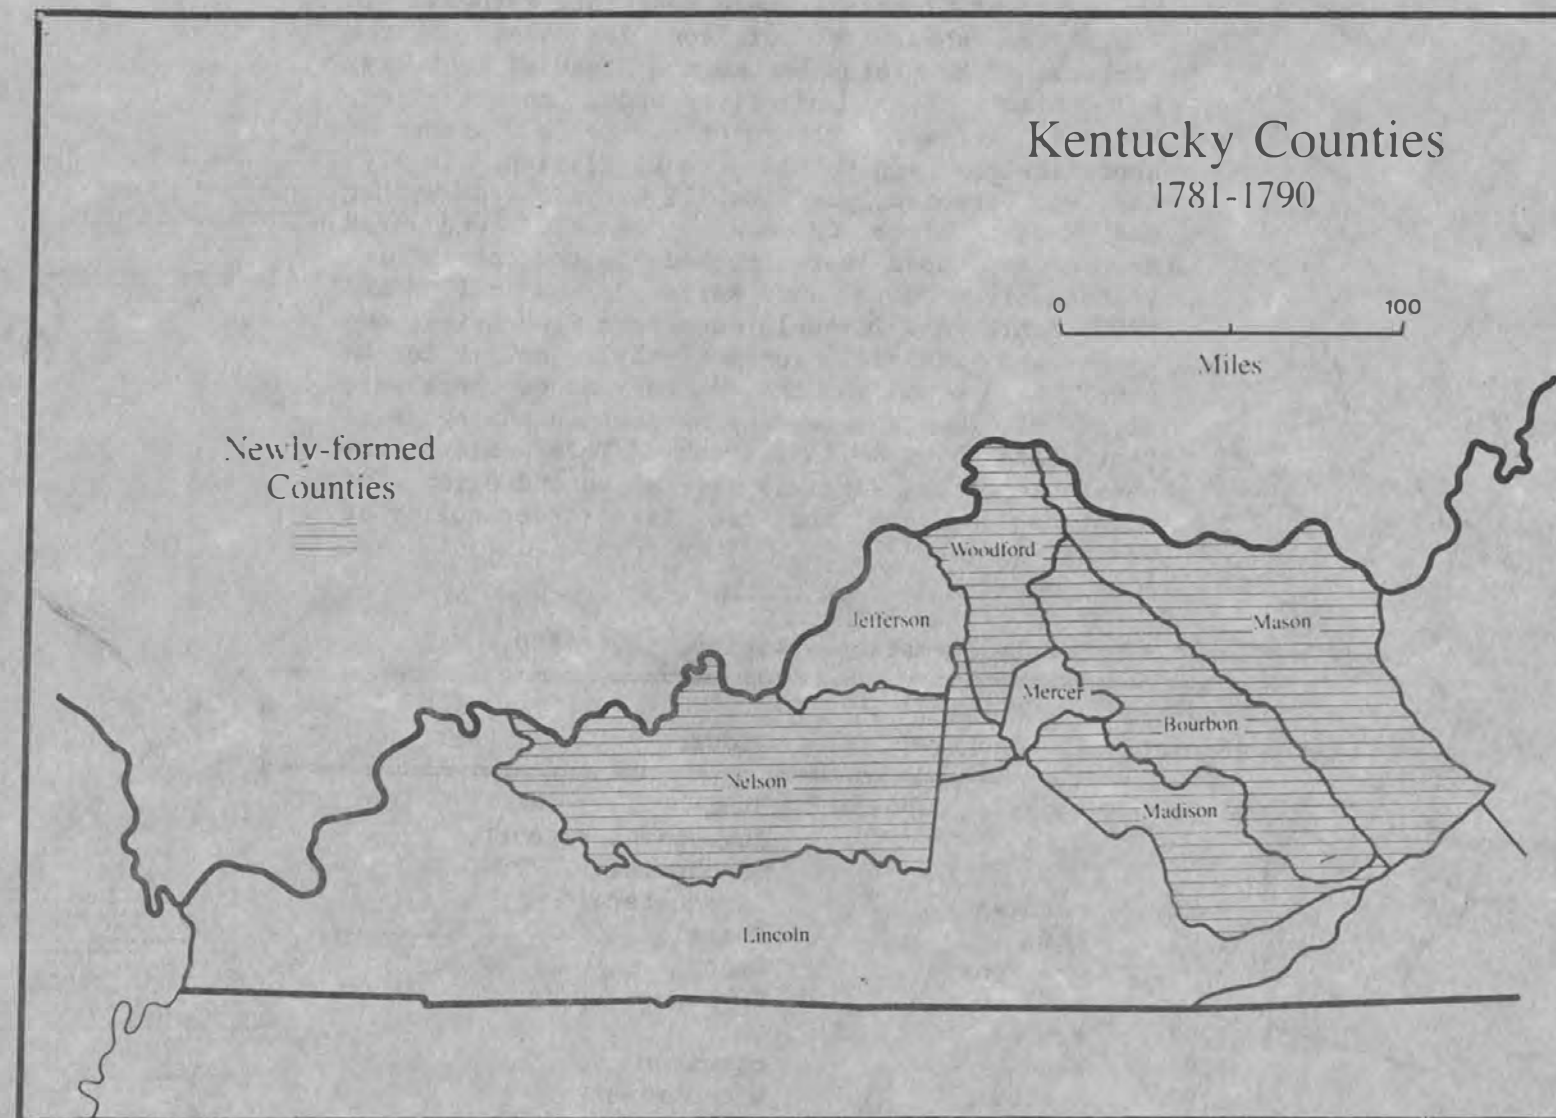 Kentucky Counties
1781-1790
0 100
Miles
Newly-formed
Counties
Woodford
Jefferson
Mason
Mercer
Bourbon
Nelson
Madison
Lincoln